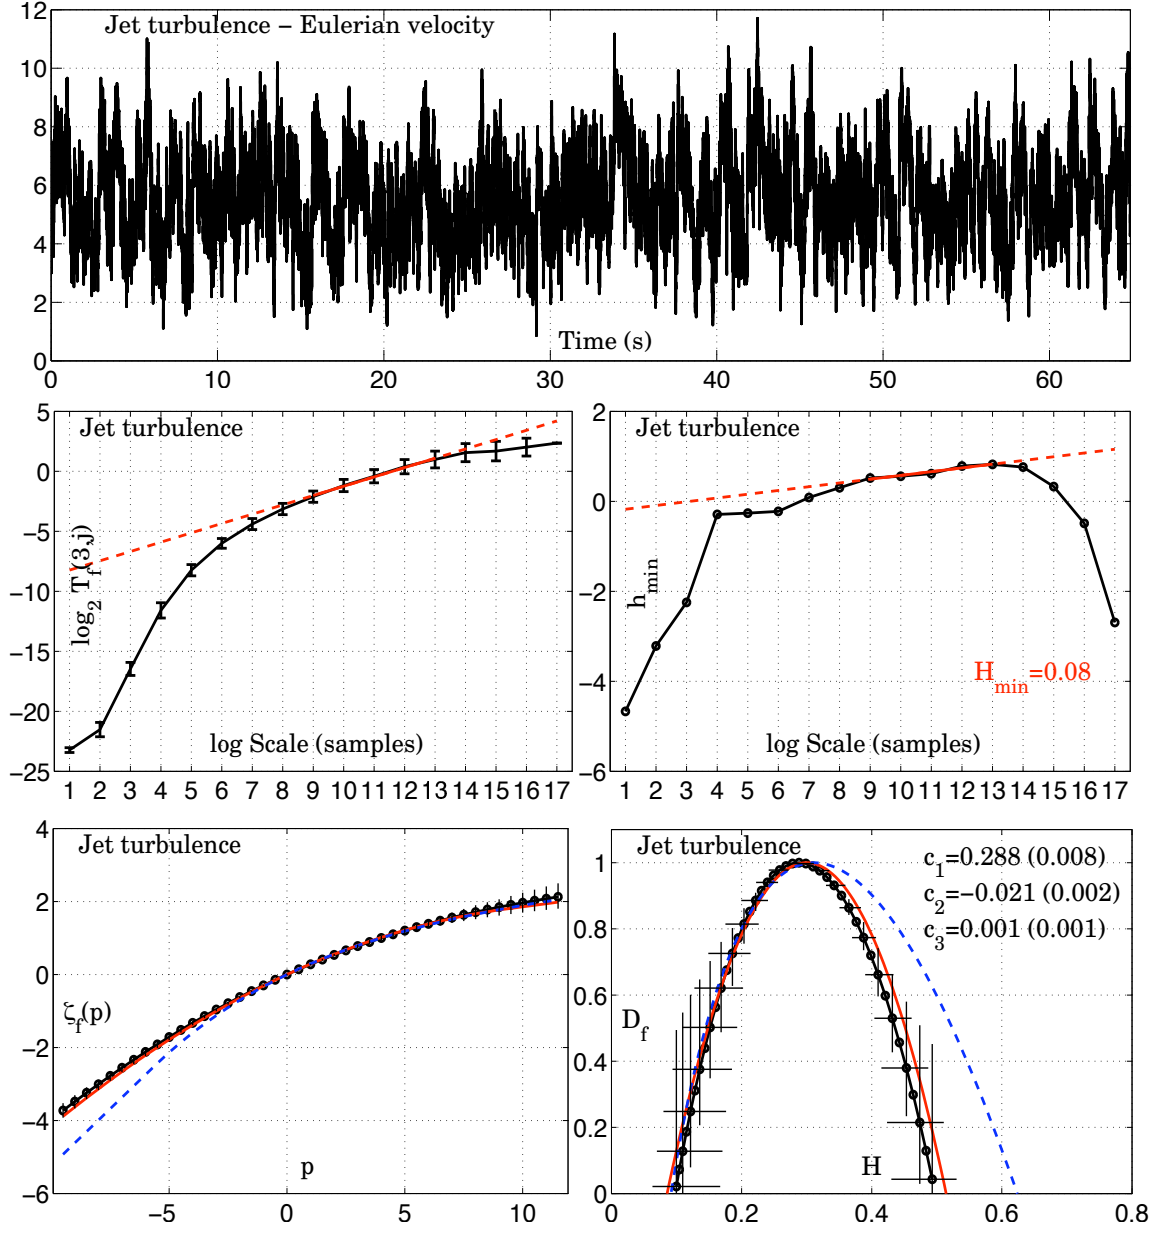 Jet turbulence – Eulerian velocity
12
10
8
6
4
2
0
Time (s)
0 10 20 30 40 50 60
Jet turbulence
5
0
−5
−10
−15
−20
−25
log₂ T_f(3,j)
log Scale (samples)
1 2 3 4 5 6 7 8 9 10 11 12 13 14 15 16 17
Jet turbulence
2
0
−2
−4
−6
h_min
H_min=0.08
log Scale (samples)
1 2 3 4 5 6 7 8 9 10 11 12 13 14 15 16 17
Jet turbulence
4
2
0
−2
−4
−6
ζ_f(p)
p
−5 0 5 10
Jet turbulence
c₁=0.288 (0.008)
c₂=−0.021 (0.002)
c₃=0.001 (0.001)
1
0.8
0.6
0.4
0.2
0
D_f
H
0 0.2 0.4 0.6 0.8